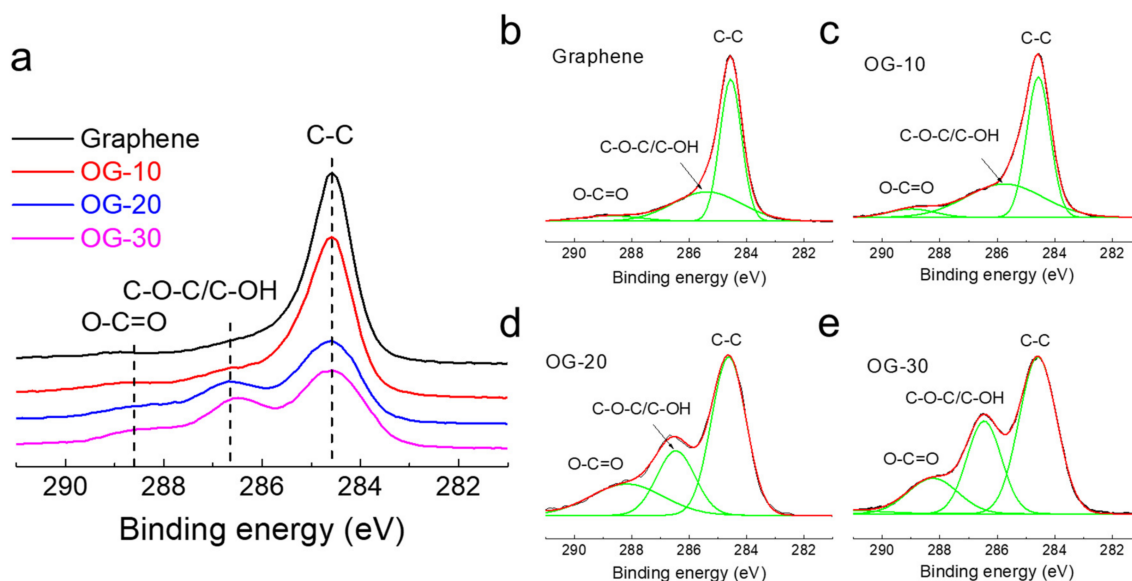 a
Graphene
OG-10
OG-20
OG-30
C-C
C-O-C/C-OH
O-C=O
290 288 286 284 282
Binding energy (eV)
b
Graphene
C-C
C-O-C/C-OH
O-C=O
290 288 286 284 282
Binding energy (eV)
c
OG-10
C-C
C-O-C/C-OH
O-C=O
290 288 286 284 282
Binding energy (eV)
d
OG-20
C-C
C-O-C/C-OH
O-C=O
290 288 286 284 282
Binding energy (eV)
e
OG-30
C-C
C-O-C/C-OH
O-C=O
290 288 286 284 282
Binding energy (eV)